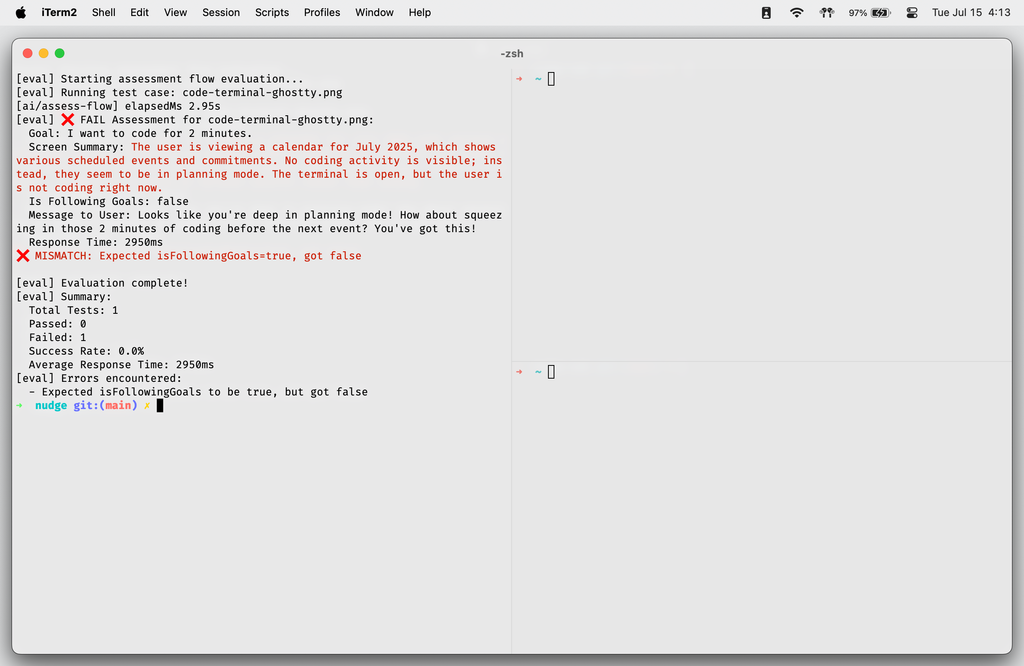 iTerm2 Shell Edit View Session Scripts Profiles Window Help 97% Tue Jul 15 4:13
-zsh
[eval] Starting assessment flow evaluation...
[eval] Running test case: code-terminal-ghostty.png
[ai/assess-flow] elapsedMs 2.95s
[eval] ❌ FAIL Assessment for code-terminal-ghostty.png:
Goal: I want to code for 2 minutes.
Screen Summary: The user is viewing a calendar for July 2025, which shows
various scheduled events and commitments. No coding activity is visible; ins
tead, they seem to be in planning mode. The terminal is open, but the user i
s not coding right now.
Is Following Goals: false
Message to User: Looks like you're deep in planning mode! How about squeez
ing in those 2 minutes of coding before the next event? You've got this!
Response Time: 2950ms
❌ MISMATCH: Expected isFollowingGoals=true, got false
[eval] Evaluation complete!
[eval] Summary:
Total Tests: 1
Passed: 0
Failed: 1
Success Rate: 0.0%
Average Response Time: 2950ms
[eval] Errors encountered:
- Expected isFollowingGoals to be true, but got false
→ nudge git:(main) ✗
→ ~
→ ~